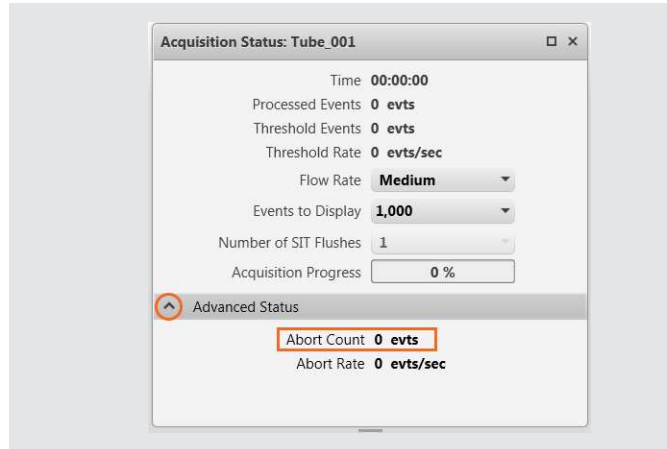 Acquisition Status: Tube_001
Time 00:00:00
Processed Events 0 evts
Threshold Events 0 evts
Threshold Rate 0 evts/sec
Flow Rate Medium
Events to Display 1,000
Number of SIT Flushes 1
Acquisition Progress 0 %
Advanced Status
Abort Count 0 evts
Abort Rate 0 evts/sec